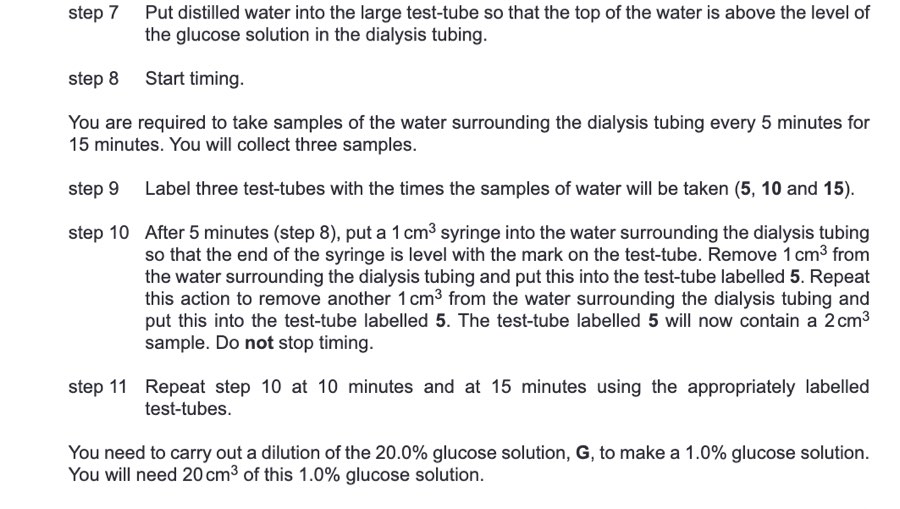 step 7 Put distilled water into the large test-tube so that the top of the water is above the level of
the glucose solution in the dialysis tubing.
step 8 Start timing.
You are required to take samples of the water surrounding the dialysis tubing every 5 minutes for
15 minutes. You will collect three samples.
step 9 Label three test-tubes with the times the samples of water will be taken (5, 10 and 15).
step 10 After 5 minutes (step 8), put a 1 cm³ syringe into the water surrounding the dialysis tubing
so that the end of the syringe is level with the mark on the test-tube. Remove 1 cm³ from
the water surrounding the dialysis tubing and put this into the test-tube labelled 5. Repeat
this action to remove another 1 cm³ from the water surrounding the dialysis tubing and
put this into the test-tube labelled 5. The test-tube labelled 5 will now contain a 2 cm³
sample. Do not stop timing.
step 11 Repeat step 10 at 10 minutes and at 15 minutes using the appropriately labelled
test-tubes.
You need to carry out a dilution of the 20.0% glucose solution, G, to make a 1.0% glucose solution.
You will need 20 cm³ of this 1.0% glucose solution.